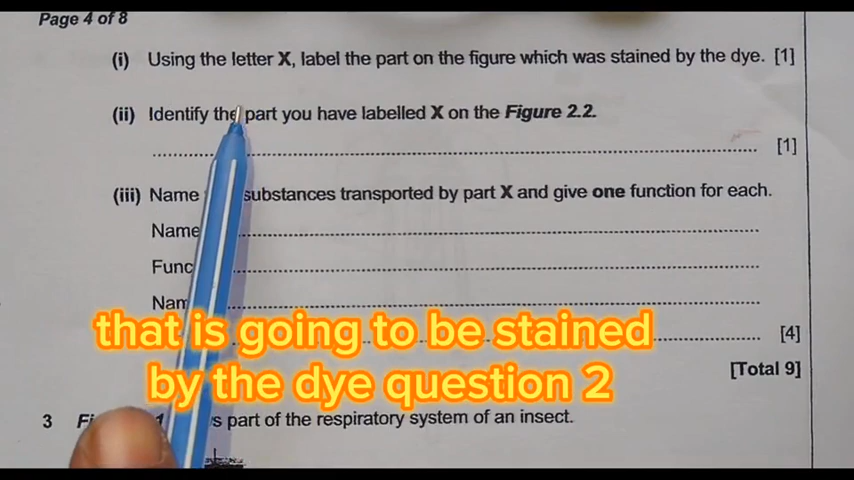 Page 4 of 8
(i) Using the letter X, label the part on the figure which was stained by the dye. [1]
(ii) Identify the part you have labelled X on the Figure 2.2.
[1]
(iii) Name substances transported by part X and give one function for each.
Name
Func
Nam
that is going to be stained
[4]
by the dye question 2
[Total 9]
3 part of the respiratory system of an insect.